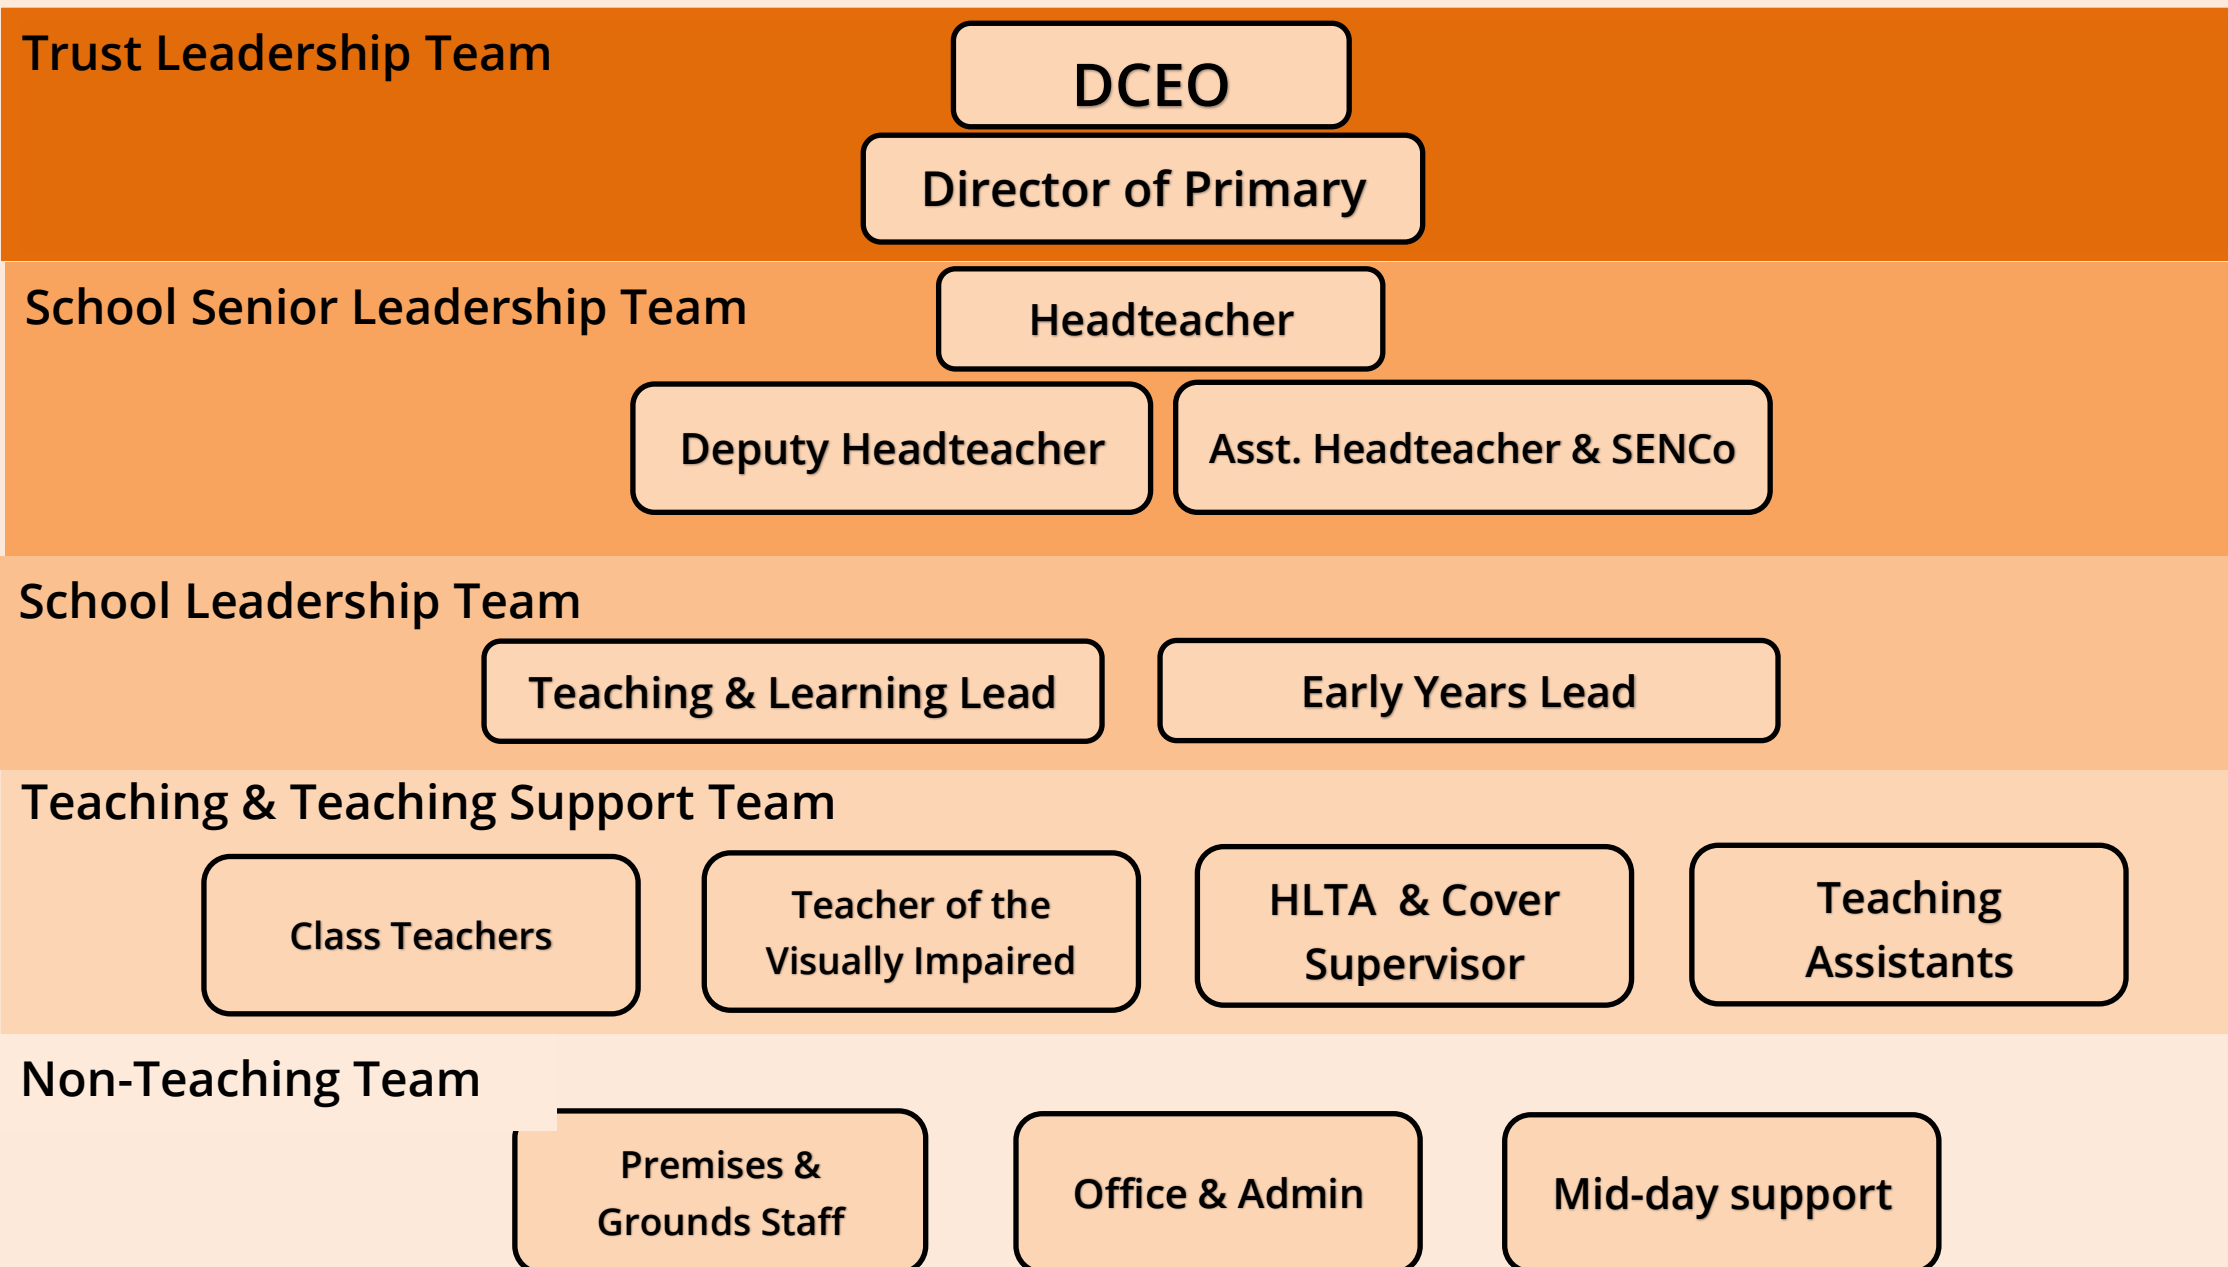 Trust Leadership Team
DCEO
Director of Primary
School Senior Leadership Team
Headteacher
Deputy Headteacher
Asst. Headteacher & SENCo
School Leadership Team
Teaching & Learning Lead
Early Years Lead
Teaching & Teaching Support Team
Class Teachers
Teacher of the
Visually Impaired
HLTA  & Cover
Supervisor
Teaching
Assistants
Non-Teaching Team
Premises &
Grounds Staff
Office & Admin
Mid-day support